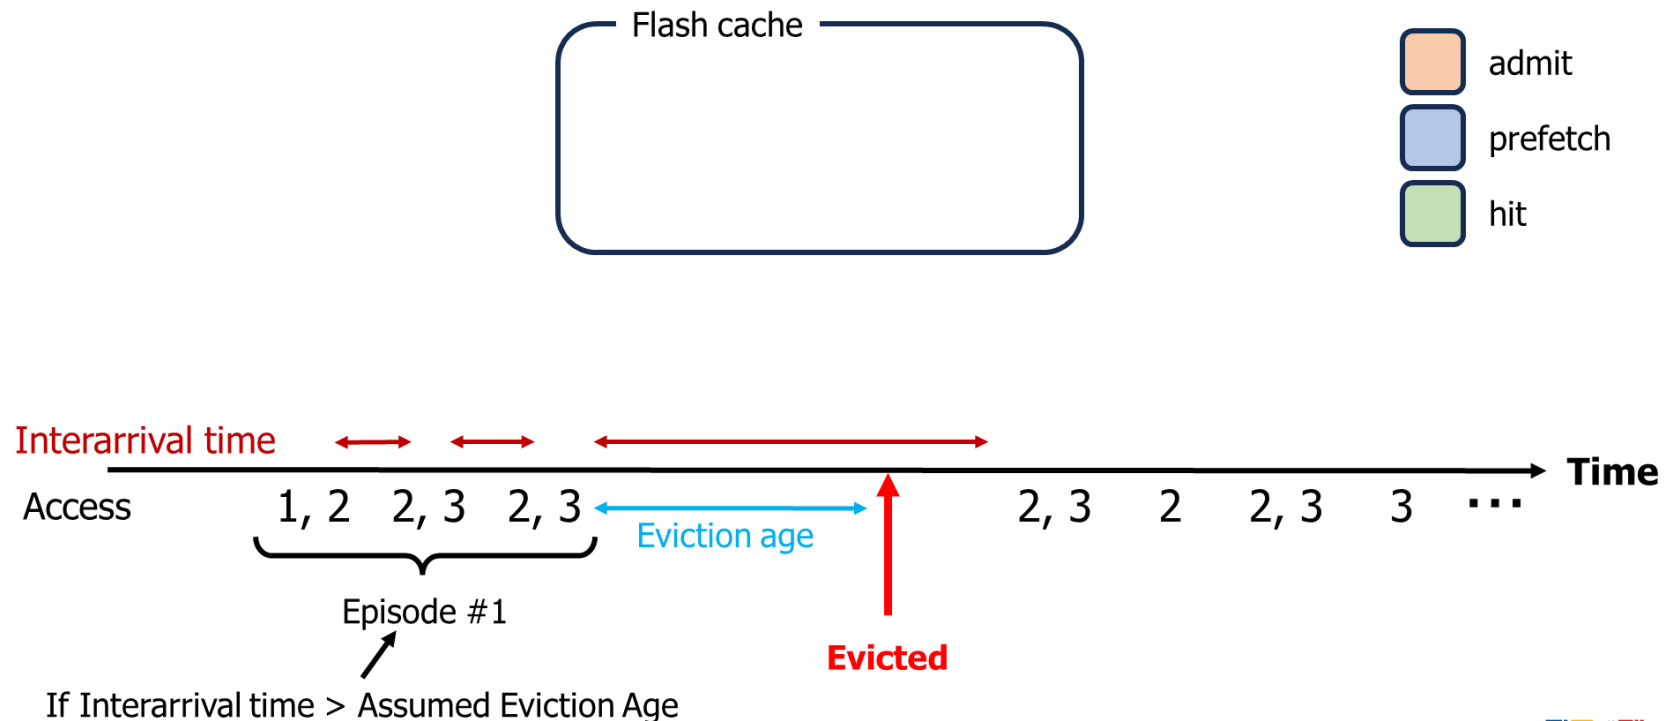 Flash cache
admit
prefetch
hit
Interarrival time
Time
Access
1, 2 2, 3 2, 3 2, 3 2 2, 3 3 ···
Eviction age
Episode #1
Evicted
If Interarrival time > Assumed Eviction Age